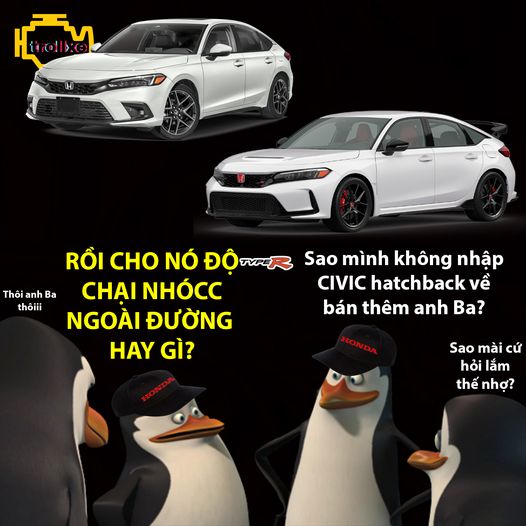 trollxe
RỒI CHO NÓ ĐỘ
TYPE R
CHẠI NHÓCC
NGOÀI ĐƯỜNG
HAY GÌ?
Sao mình không nhập
CIVIC hatchback về
bán thêm anh Ba?
Thôi anh Ba
thôiii
Sao mài cứ
hỏi lắm
thế nhợ?
HONDA
HONDA